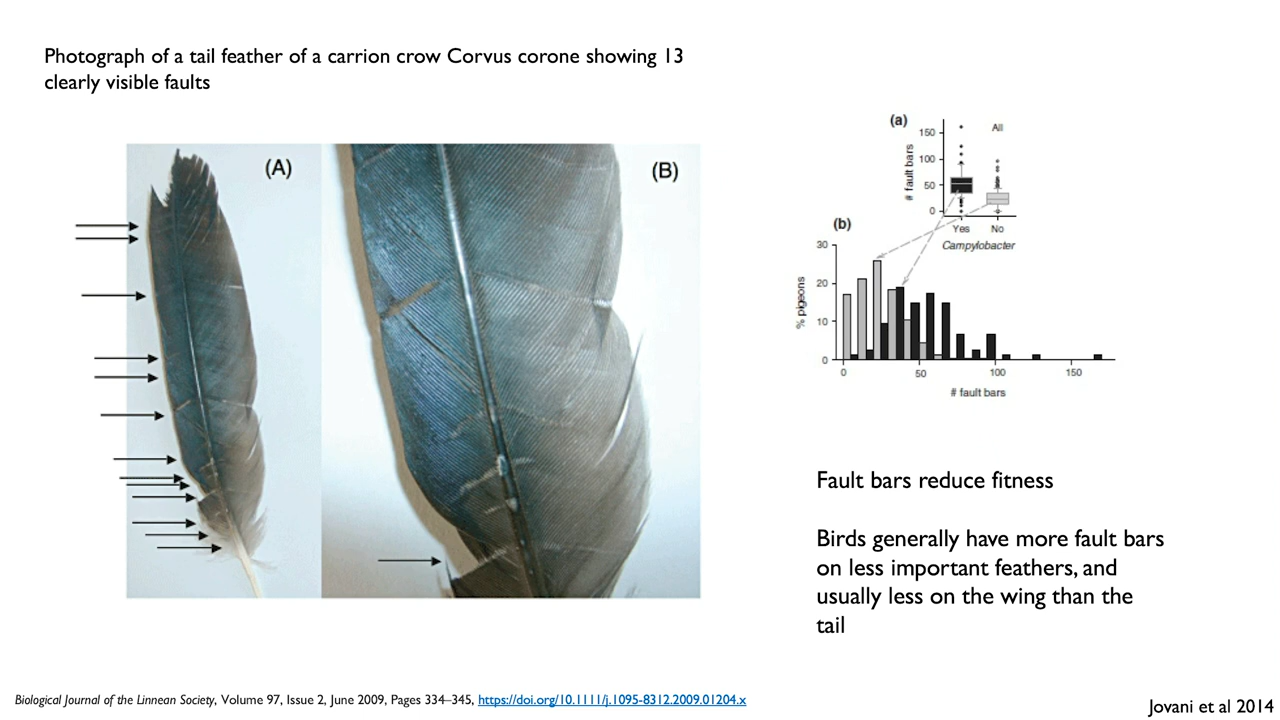 Photograph of a tail feather of a carrion crow Corvus corone showing 13
clearly visible faults
(A)
(B)
(a)
All
150
100
50
0
# fault bars
Yes No
Campylobacter
(b)
30
20
10
0
% pigeons
0 50 100 150
# fault bars
Fault bars reduce fitness
Birds generally have more fault bars
on less important feathers, and
usually less on the wing than the
tail
Biological Journal of the Linnean Society, Volume 97, Issue 2, June 2009, Pages 334–345, https://doi.org/10.1111/j.1095-8312.2009.01204.x
Jovani et al 2014